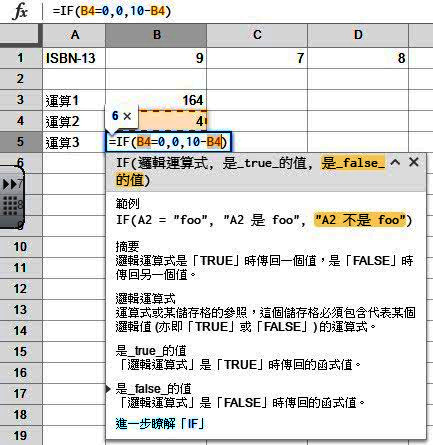 fx =IF(B4=0,0,10-B4)
A B C D
1 ISBN-13 9 7 8
2
3 運算1 164
6 ×
4 運算2 4
5 運算3 =IF(B4=0,0,10-B4)
6 IF(邏輯運算式, 是_true_的值, 是_false_
7 的值)
8 範例
9 IF(A2 = "foo", "A2 是 foo", "A2 不是 foo")
10 摘要
11 邏輯運算式是「TRUE」時傳回一個值，是「FALSE」時
傳回另一個值。
12
13 邏輯運算式
運算式或某儲存格的參照，這個儲存格必須包含代表某個
14 邏輯值 (亦即「TRUE」或「FALSE」) 的運算式。
15 是_true_的值
16 「邏輯運算式」是「TRUE」時傳回的函式值。
17 是_false_的值
「邏輯運算式」是「FALSE」時傳回的函式值。
18 進一步瞭解「IF」
19